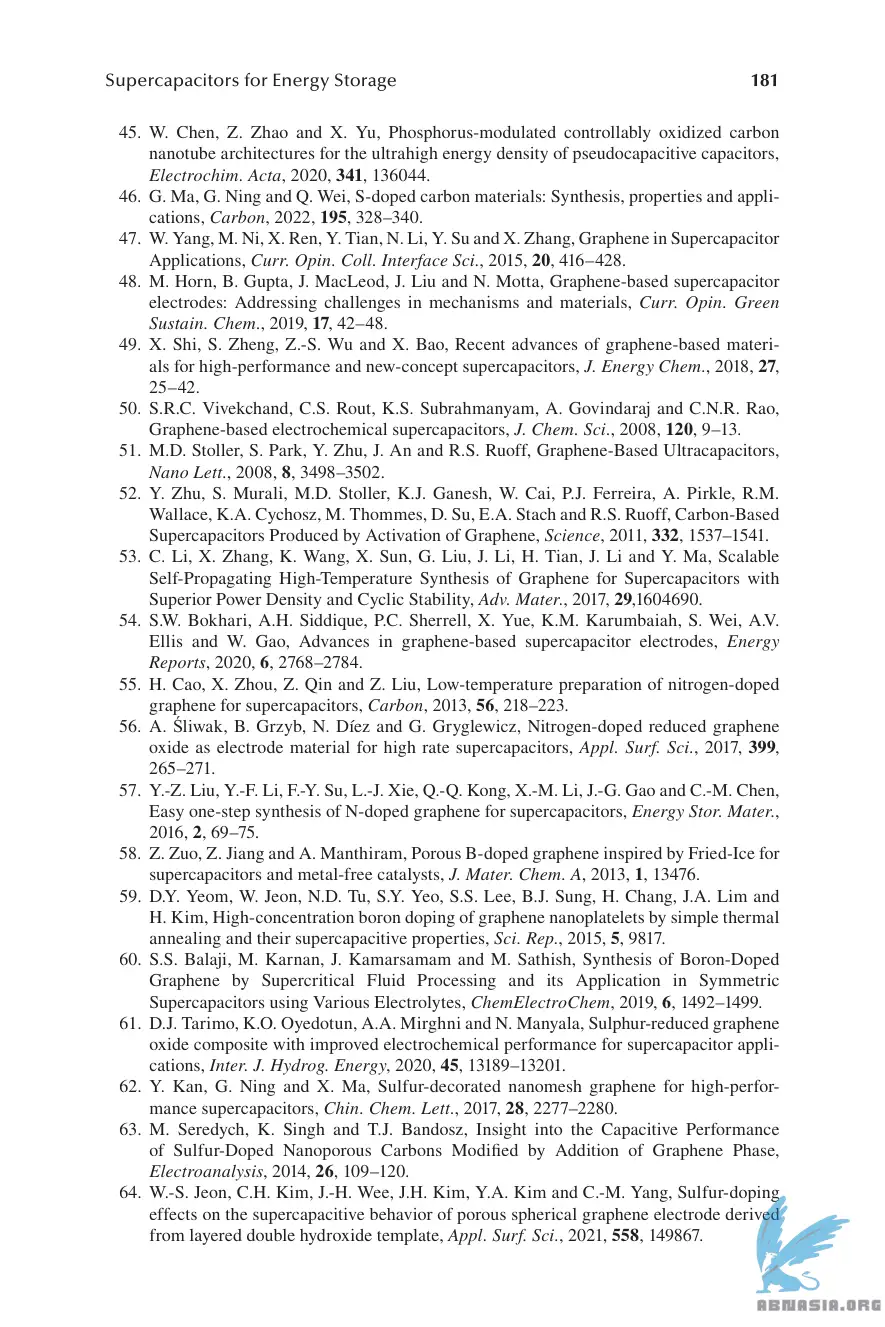 Supercapacitors for Energy Storage 181
45. W. Chen, Z. Zhao and X. Yu, Phosphorus-modulated controllably oxidized carbon
nanotube architectures for the ultrahigh energy density of pseudocapacitive capacitors,
Electrochim. Acta, 2020, 341, 136044.
46. G. Ma, G. Ning and Q. Wei, S-doped carbon materials: Synthesis, properties and appli-
cations, Carbon, 2022, 195, 328–340.
47. W. Yang, M. Ni, X. Ren, Y. Tian, N. Li, Y. Su and X. Zhang, Graphene in Supercapacitor
Applications, Curr. Opin. Coll. Interface Sci., 2015, 20, 416–428.
48. M. Horn, B. Gupta, J. MacLeod, J. Liu and N. Motta, Graphene-based supercapacitor
electrodes: Addressing challenges in mechanisms and materials, Curr. Opin. Green
Sustain. Chem., 2019, 17, 42–48.
49. X. Shi, S. Zheng, Z.-S. Wu and X. Bao, Recent advances of graphene-based materi-
als for high-performance and new-concept supercapacitors, J. Energy Chem., 2018, 27,
25–42.
50. S.R.C. Vivekchand, C.S. Rout, K.S. Subrahmanyam, A. Govindaraj and C.N.R. Rao,
Graphene-based electrochemical supercapacitors, J. Chem. Sci., 2008, 120, 9–13.
51. M.D. Stoller, S. Park, Y. Zhu, J. An and R.S. Ruoff, Graphene-Based Ultracapacitors,
Nano Lett., 2008, 8, 3498–3502.
52. Y. Zhu, S. Murali, M.D. Stoller, K.J. Ganesh, W. Cai, P.J. Ferreira, A. Pirkle, R.M.
Wallace, K.A. Cychosz, M. Thommes, D. Su, E.A. Stach and R.S. Ruoff, Carbon-Based
Supercapacitors Produced by Activation of Graphene, Science, 2011, 332, 1537–1541.
53. C. Li, X. Zhang, K. Wang, X. Sun, G. Liu, J. Li, H. Tian, J. Li and Y. Ma, Scalable
Self-Propagating High-Temperature Synthesis of Graphene for Supercapacitors with
Superior Power Density and Cyclic Stability, Adv. Mater., 2017, 29,1604690.
54. S.W. Bokhari, A.H. Siddique, P.C. Sherrell, X. Yue, K.M. Karumbaiah, S. Wei, A.V.
Ellis and W. Gao, Advances in graphene-based supercapacitor electrodes, Energy
Reports, 2020, 6, 2768–2784.
55. H. Cao, X. Zhou, Z. Qin and Z. Liu, Low-temperature preparation of nitrogen-doped
graphene for supercapacitors, Carbon, 2013, 56, 218–223.
56. A. Śliwak, B. Grzyb, N. Díez and G. Gryglewicz, Nitrogen-doped reduced graphene
oxide as electrode material for high rate supercapacitors, Appl. Surf. Sci., 2017, 399,
265–271.
57. Y.-Z. Liu, Y.-F. Li, F.-Y. Su, L.-J. Xie, Q.-Q. Kong, X.-M. Li, J.-G. Gao and C.-M. Chen,
Easy one-step synthesis of N-doped graphene for supercapacitors, Energy Stor. Mater.,
2016, 2, 69–75.
58. Z. Zuo, Z. Jiang and A. Manthiram, Porous B-doped graphene inspired by Fried-Ice for
supercapacitors and metal-free catalysts, J. Mater. Chem. A, 2013, 1, 13476.
59. D.Y. Yeom, W. Jeon, N.D. Tu, S.Y. Yeo, S.S. Lee, B.J. Sung, H. Chang, J.A. Lim and
H. Kim, High-concentration boron doping of graphene nanoplatelets by simple thermal
annealing and their supercapacitive properties, Sci. Rep., 2015, 5, 9817.
60. S.S. Balaji, M. Karnan, J. Kamarsamam and M. Sathish, Synthesis of Boron-Doped
Graphene by Supercritical Fluid Processing and its Application in Symmetric
Supercapacitors using Various Electrolytes, ChemElectroChem, 2019, 6, 1492–1499.
61. D.J. Tarimo, K.O. Oyedotun, A.A. Mirghni and N. Manyala, Sulphur-reduced graphene
oxide composite with improved electrochemical performance for supercapacitor appli-
cations, Inter. J. Hydrog. Energy, 2020, 45, 13189–13201.
62. Y. Kan, G. Ning and X. Ma, Sulfur-decorated nanomesh graphene for high-perfor-
mance supercapacitors, Chin. Chem. Lett., 2017, 28, 2277–2280.
63. M. Seredych, K. Singh and T.J. Bandosz, Insight into the Capacitive Performance
of Sulfur-Doped Nanoporous Carbons Modified by Addition of Graphene Phase,
Electroanalysis, 2014, 26, 109–120.
64. W.-S. Jeon, C.H. Kim, J.-H. Wee, J.H. Kim, Y.A. Kim and C.-M. Yang, Sulfur-doping
effects on the supercapacitive behavior of porous spherical graphene electrode derived
from layered double hydroxide template, Appl. Surf. Sci., 2021, 558, 149867.
ABNASIA.ORG